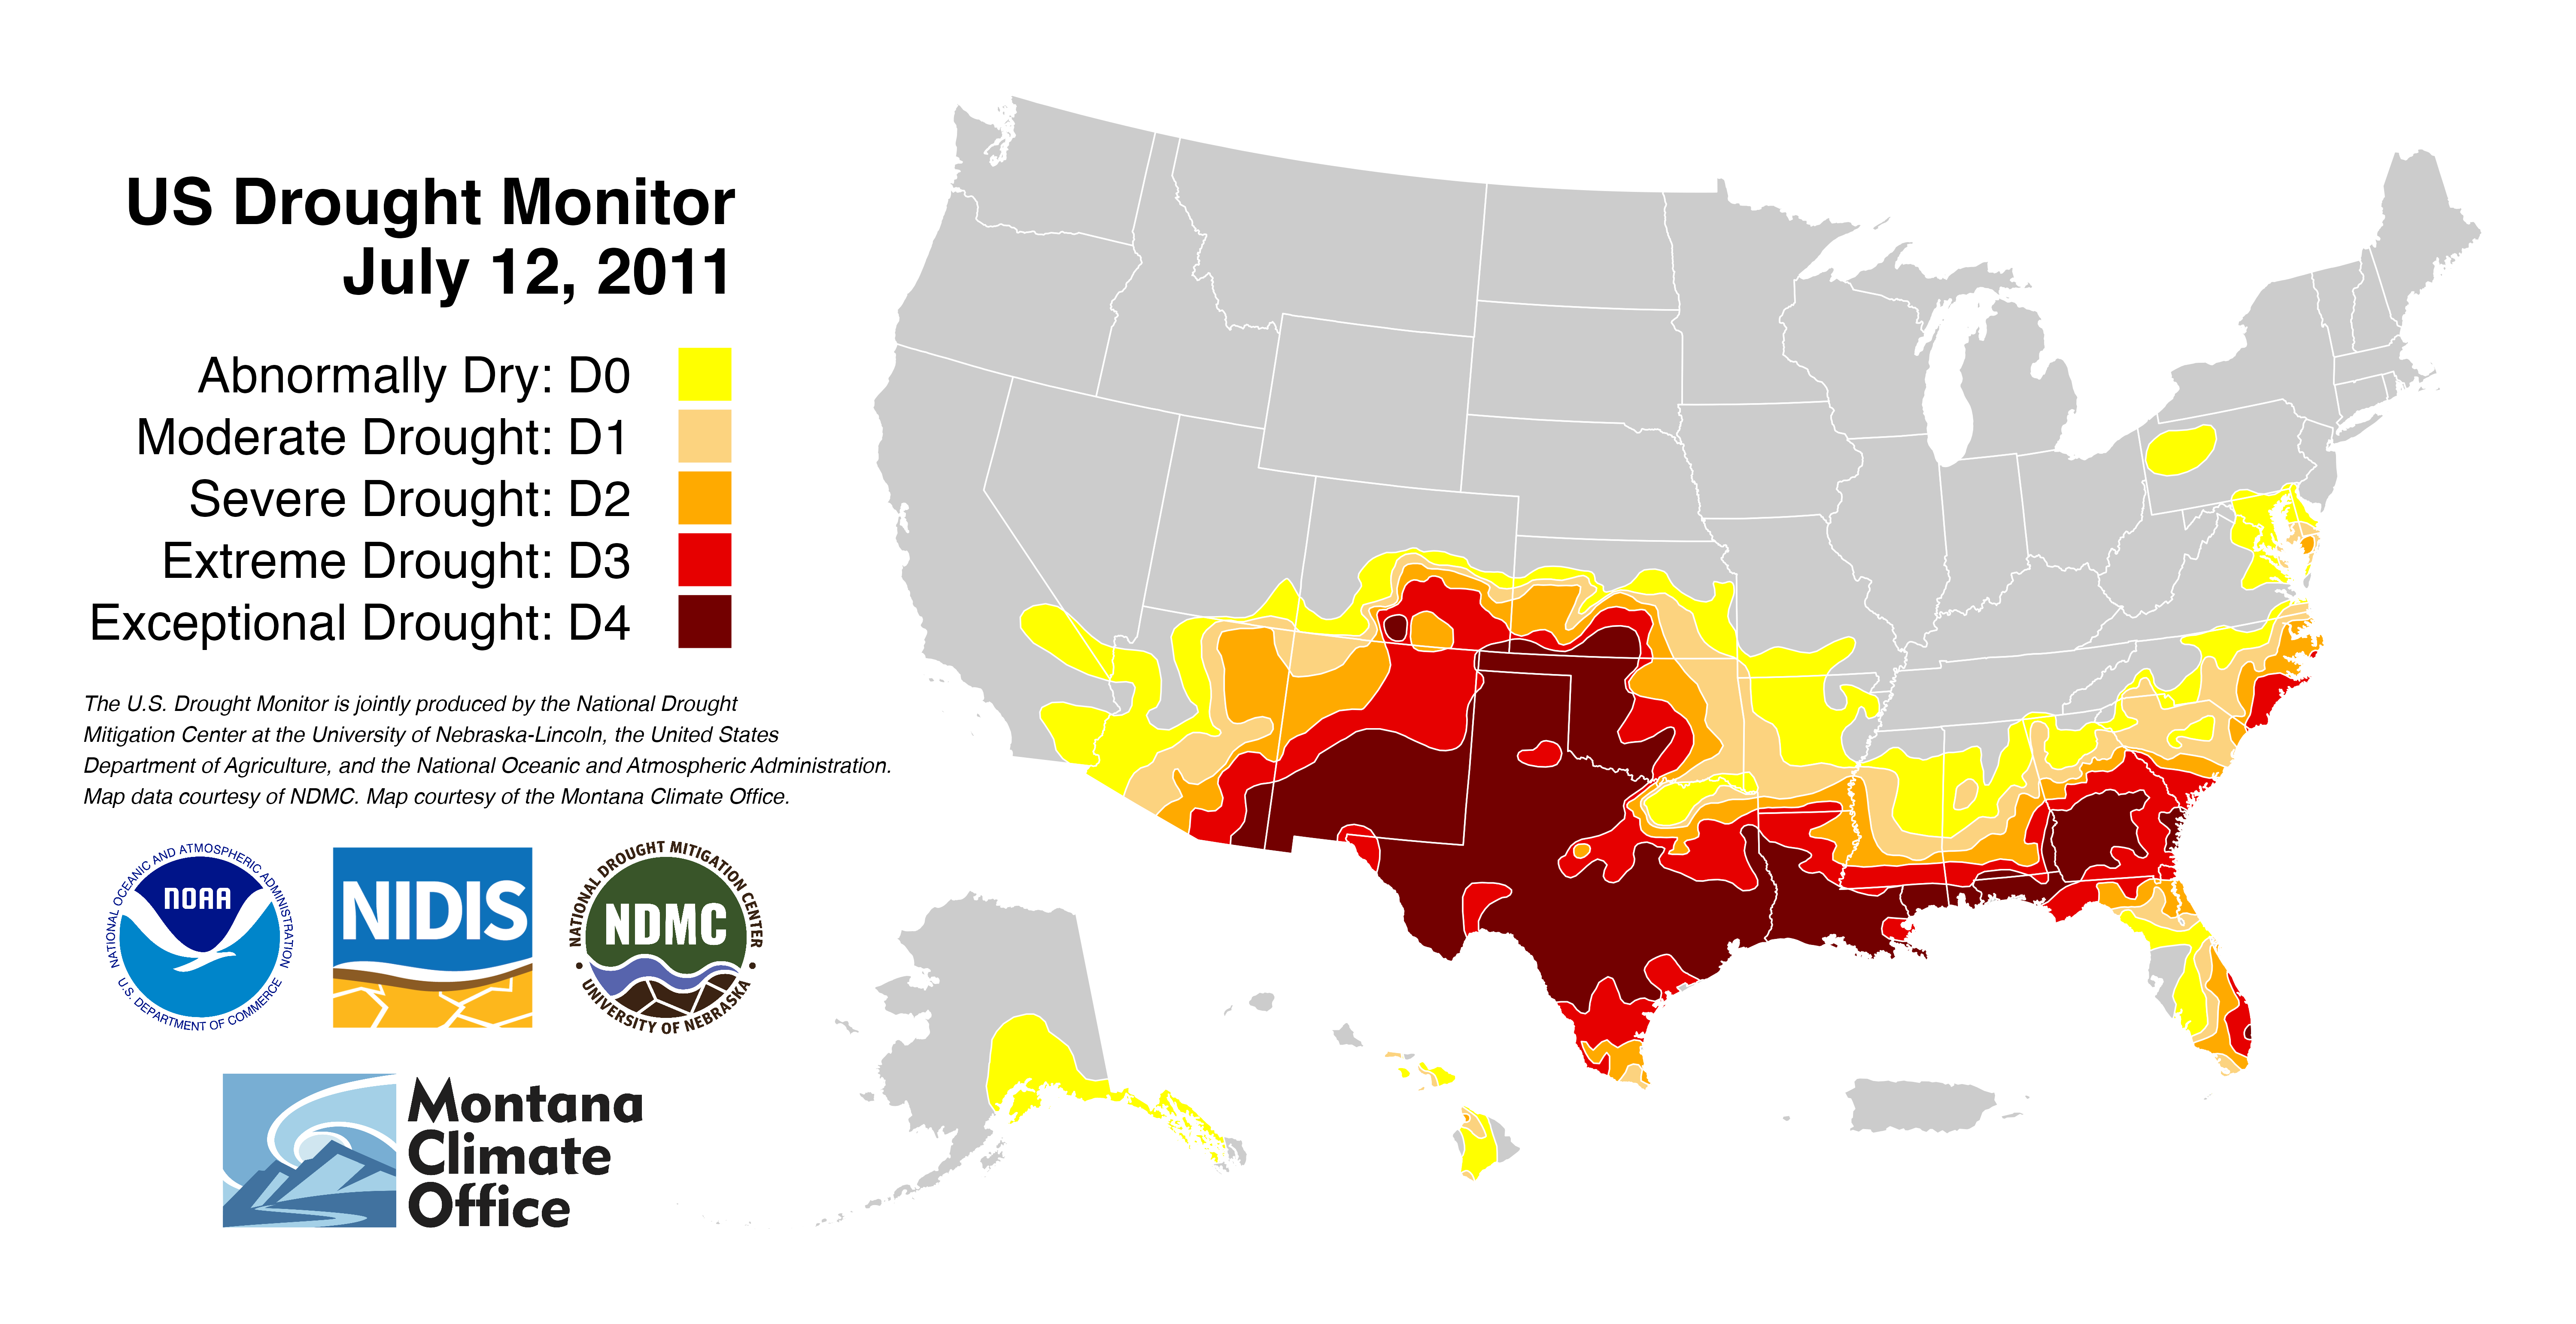 US Drought Monitor
July 12, 2011
Abnormally Dry: D0
Moderate Drought: D1
Severe Drought: D2
Extreme Drought: D3
Exceptional Drought: D4
The U.S. Drought Monitor is jointly produced by the National Drought
Mitigation Center at the University of Nebraska-Lincoln, the United States
Department of Agriculture, and the National Oceanic and Atmospheric Administration.
Map data courtesy of NDMC. Map courtesy of the Montana Climate Office.
NATIONAL OCEANIC AND ATMOSPHERIC ADMINISTRATION
NOAA
U.S. DEPARTMENT OF COMMERCE
NIDIS
NATIONAL DROUGHT MITIGATION CENTER
NDMC
• UNIVERSITY OF NEBRASKA •
Montana
Climate
Office